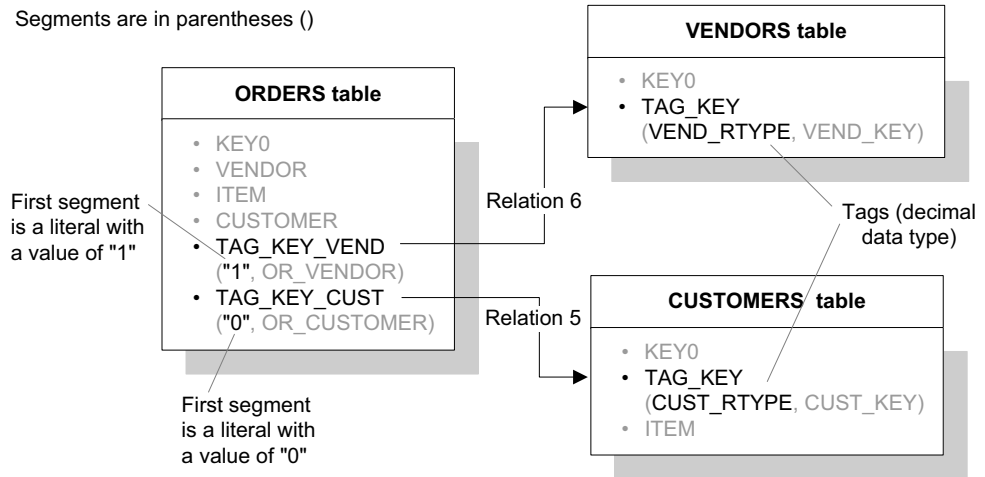 Segments are in parentheses ()
ORDERS table
• KEY0
• VENDOR
• ITEM
• CUSTOMER
• TAG_KEY_VEND
("1", OR_VENDOR)
• TAG_KEY_CUST
("0", OR_CUSTOMER)
First segment
is a literal with
a value of "1"
First segment
is a literal with
a value of "0"
Relation 6
Relation 5
VENDORS table
• KEY0
• TAG_KEY
(VEND_RTYPE, VEND_KEY)
Tags (decimal
data type)
CUSTOMERS table
• KEY0
• TAG_KEY
(CUST_RTYPE, CUST_KEY)
• ITEM